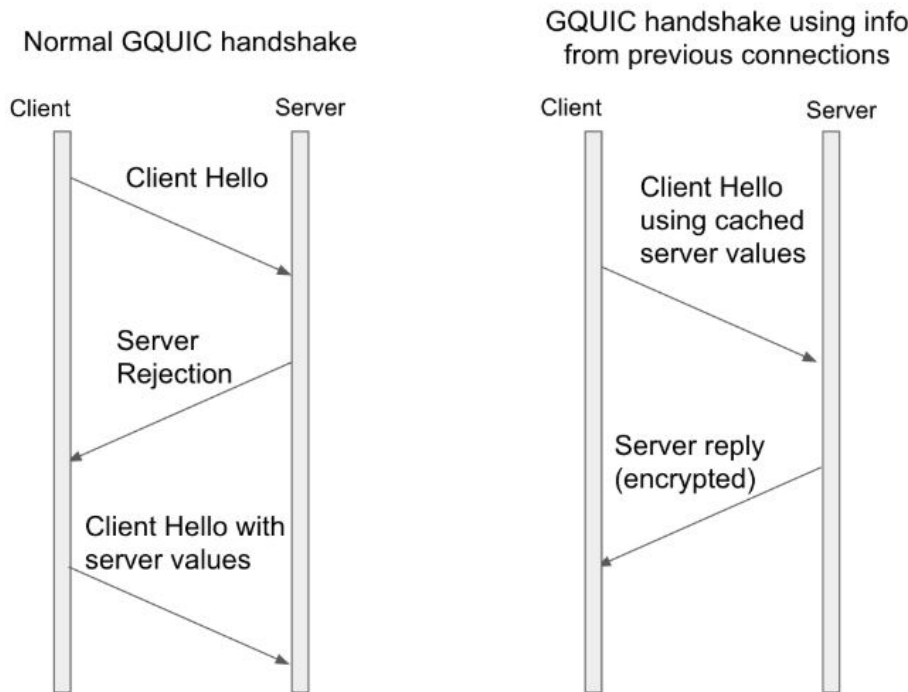 Normal GQUIC handshake
Client
Server
Client Hello
Server
Rejection
Client Hello with
server values
GQUIC handshake using info
from previous connections
Client
Server
Client Hello
using cached
server values
Server reply
(encrypted)